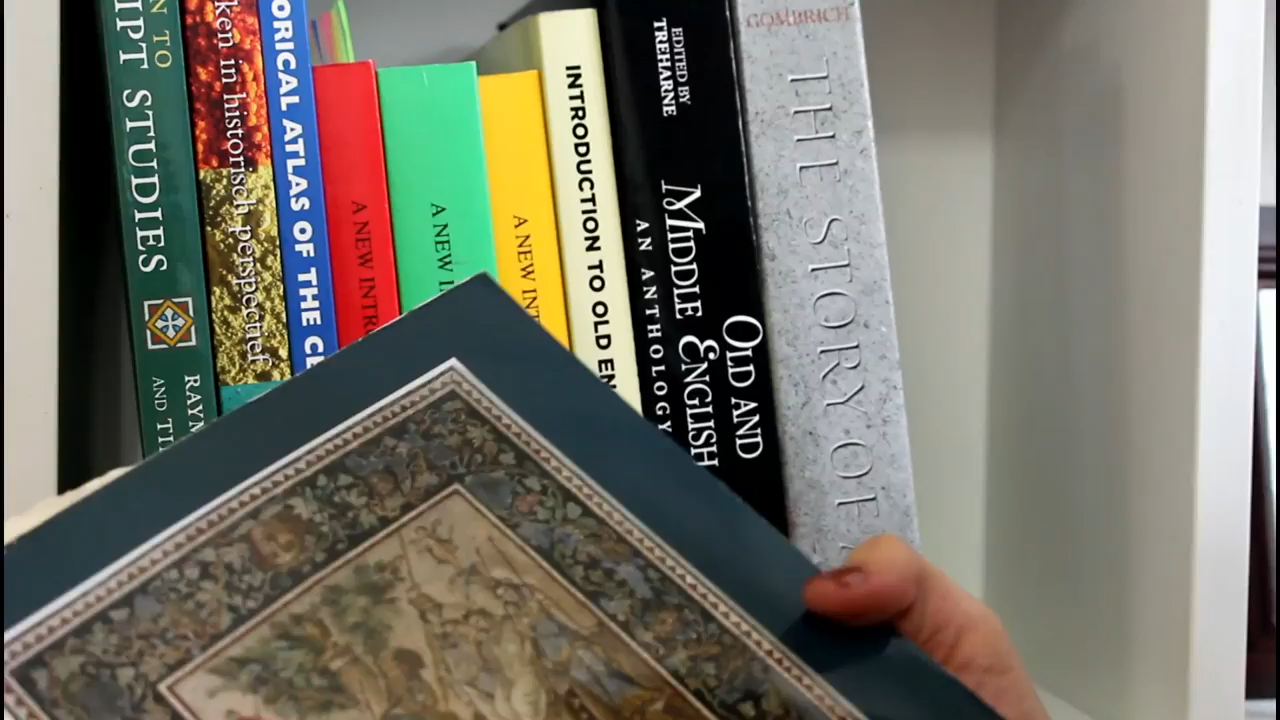 N TO
IPT STUDIES
RAYM
AND TI
ken in historisch perspectief
ORICAL ATLAS OF THE CE
A NEW INTR
A NEW I
A NEW INT
INTRODUCTION TO OLD EN
EDITED BY
TREHARNE
OLD AND
MIDDLE ENGLISH
AN ANTHOLOGY
GOMBRICH
THE STORY OF